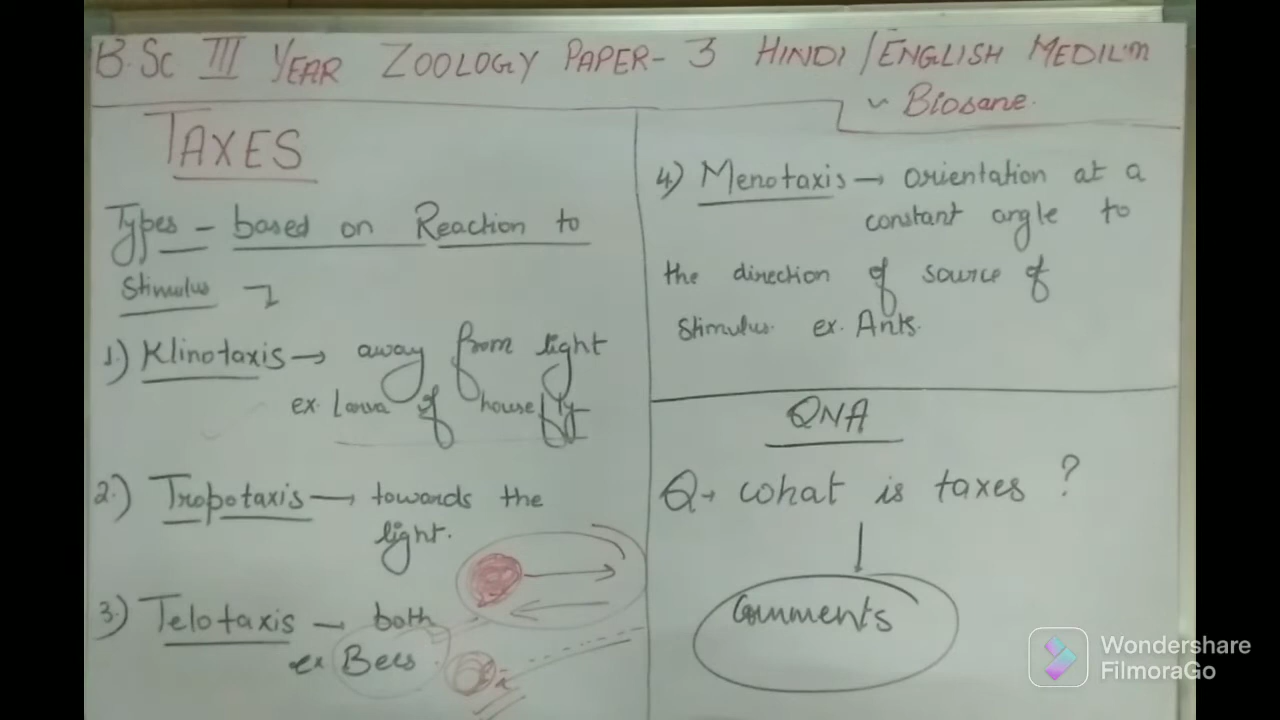 B.Sc III YEAR ZOOLOGY PAPER- 3 HINDI/ENGLISH MEDIUM
~ Biosane.
TAXES
Types - based on Reaction to
Stimulus
1.) Klinotaxis → away from light
ex. Larva of house fly
2.) Tropotaxis → towards the
light.
3.) Telotaxis - both
ex Bees
4) Menotaxis → orientation at a
constant angle to
the direction of source of
stimulus. ex. Ants.
QNA
Q → what is taxes ?
Comments
Wondershare
FilmoraGo